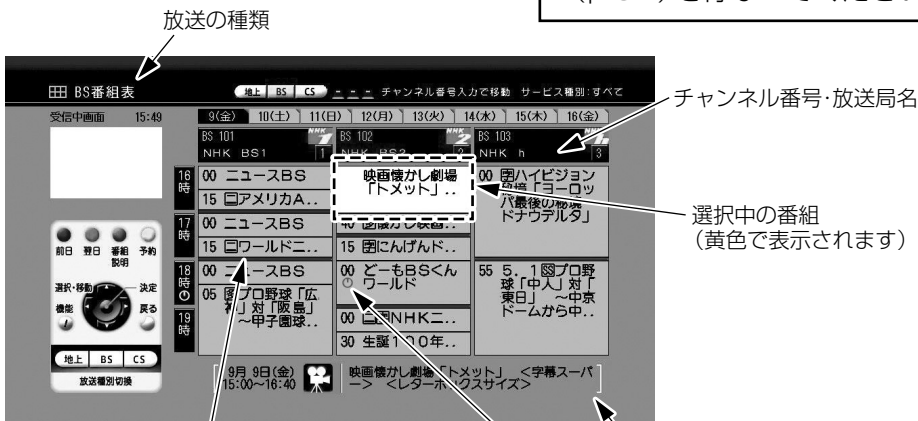 放送の種類
BS番組表
地上 BS CS
チャンネル番号入力で移動 サービス種別:すべて
チャンネル番号・放送局名
受信中画面 15:49
9(金) 10(土) 11(日) 12(月) 13(火) 14(水) 15(木) 16(金)
BS 101
NHK BS1 1
BS 102
2
BS 103
NHK h 3
16時
00 ニュースBS
15 アメリカA..
映画懐かし劇場
「トメット」..
00 ハイビジョン
パ最後の秘境
ドナウデルタ」
選択中の番組
(黄色で表示されます)
17時
00 ニュースBS
15 ワールドニ..
15 にんげんド..
前日 翌日 番組説明 予約
選択・移動 決定
機能 戻る
18時
00 ニュースBS
05 プロ野球「広
対「阪島」
~甲子園球..
00 どーもBSくん
ワールド
55 5.1 プロ野
球「中人」対「
東日」 ~中京
ドームから中..
19時
00 NHKニ..
30 生誕100年..
地上 BS CS
放送種別切換
9月 9日(金)
15:00~16:40
映画懐かし劇場「トメット」 <字幕スーパ
ー> <レターボックスサイズ>